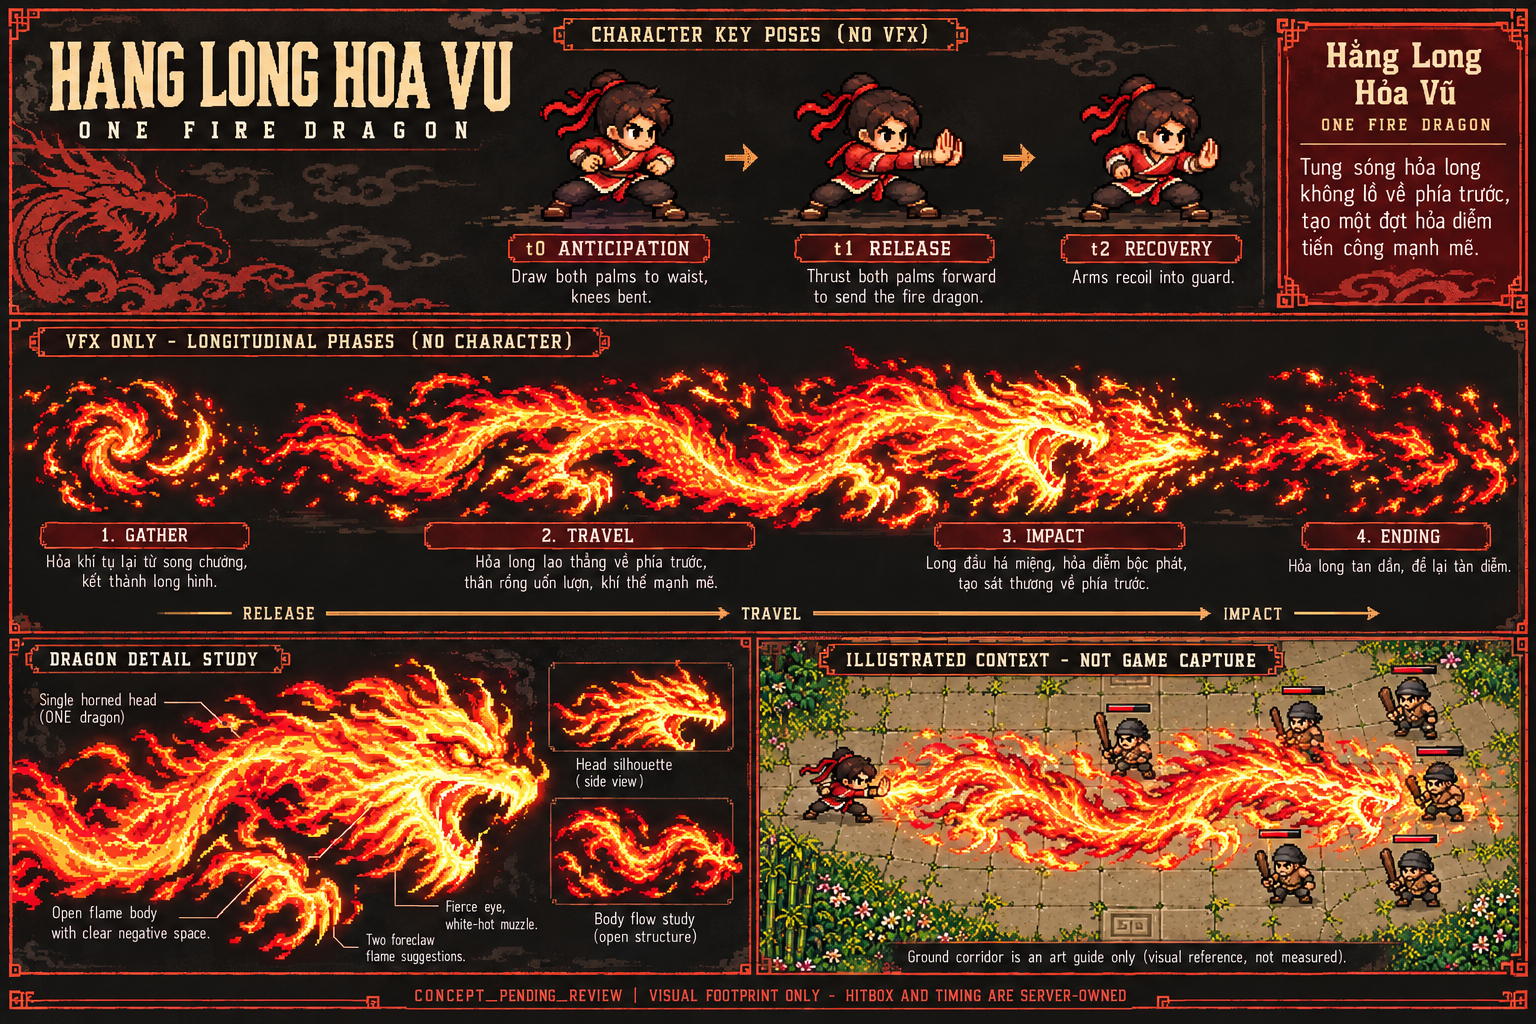 HANG LONG HOA VU
ONE FIRE DRAGON
CHARACTER KEY POSES (NO VFX)
t0 ANTICIPATION
Draw both palms to waist,
knees bent.
t1 RELEASE
Thrust both palms forward
to send the fire dragon.
t2 RECOVERY
Arms recoil into guard.
Hằng Long
Hỏa Vũ
ONE FIRE DRAGON
Tung sóng hỏa long
khổng lồ về phía trước,
tạo một đợt hỏa diễm
tiến công mạnh mẽ.
VFX ONLY - LONGITUDINAL PHASES (NO CHARACTER)
1. GATHER
Hỏa khí tụ lại từ song chưởng,
kết thành long hình.
2. TRAVEL
Hỏa long lao thẳng về phía trước,
thân rồng uốn lượn, khí thế mạnh mẽ.
3. IMPACT
Long đầu há miệng, hỏa diễm bộc phát,
tạo sát thương về phía trước.
4. ENDING
Hỏa long tan dần, để lại tàn diễm.
RELEASE
TRAVEL
IMPACT
DRAGON DETAIL STUDY
Single horned head
(ONE dragon)
Open flame body
with clear negative space.
Two foreclaw
flame suggestions.
Fierce eye,
white-hot muzzle.
Head silhouette
(side view)
Body flow study
(open structure)
ILLUSTRATED CONTEXT - NOT GAME CAPTURE
Ground corridor is an art guide only (visual reference, not measured).
CONCEPT_PENDING_REVIEW | VISUAL FOOTPRINT ONLY - HITBOX AND TIMING ARE SERVER-OWNED